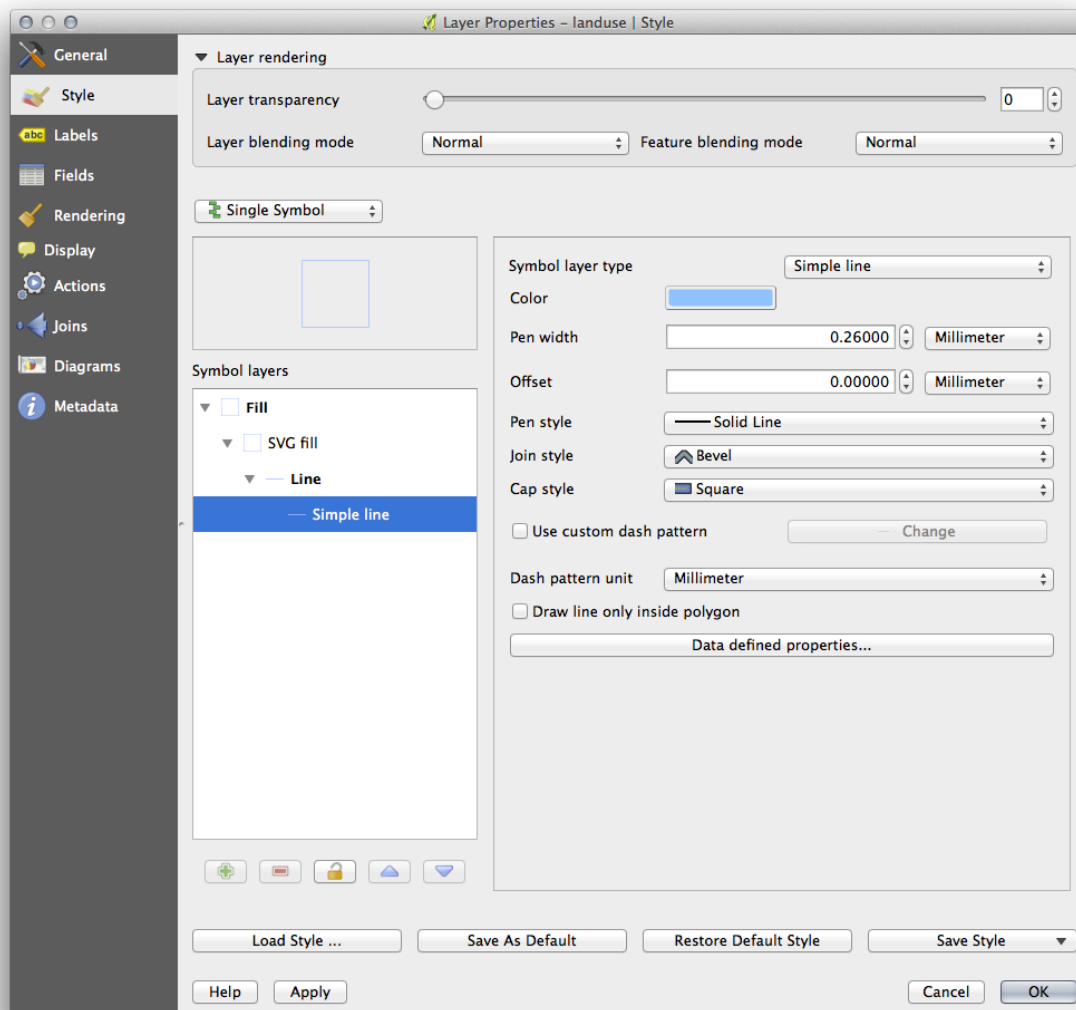 Layer Properties – landuse | Style
General
Style
abc Labels
Fields
Rendering
Display
Actions
Joins
Diagrams
i Metadata
Layer rendering
Layer transparency 0
Layer blending mode Normal Feature blending mode Normal
Single Symbol
Symbol layers
Fill
SVG fill
Line
Simple line
Symbol layer type Simple line
Color
Pen width 0.26000 Millimeter
Offset 0.00000 Millimeter
Pen style Solid Line
Join style Bevel
Cap style Square
Use custom dash pattern Change
Dash pattern unit Millimeter
Draw line only inside polygon
Data defined properties...
Load Style ... Save As Default Restore Default Style Save Style
Help Apply Cancel OK